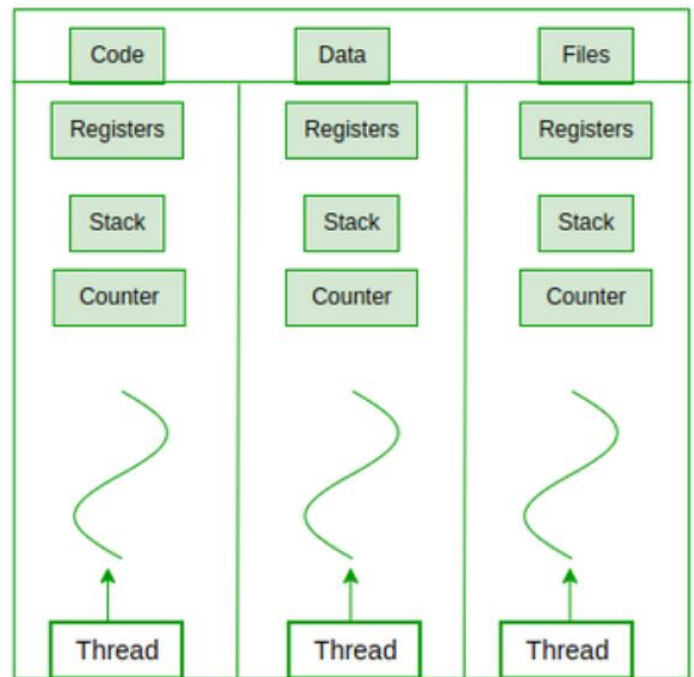 Code Data Files
Registers Registers Registers
Stack Stack Stack
Counter Counter Counter
Thread Thread Thread